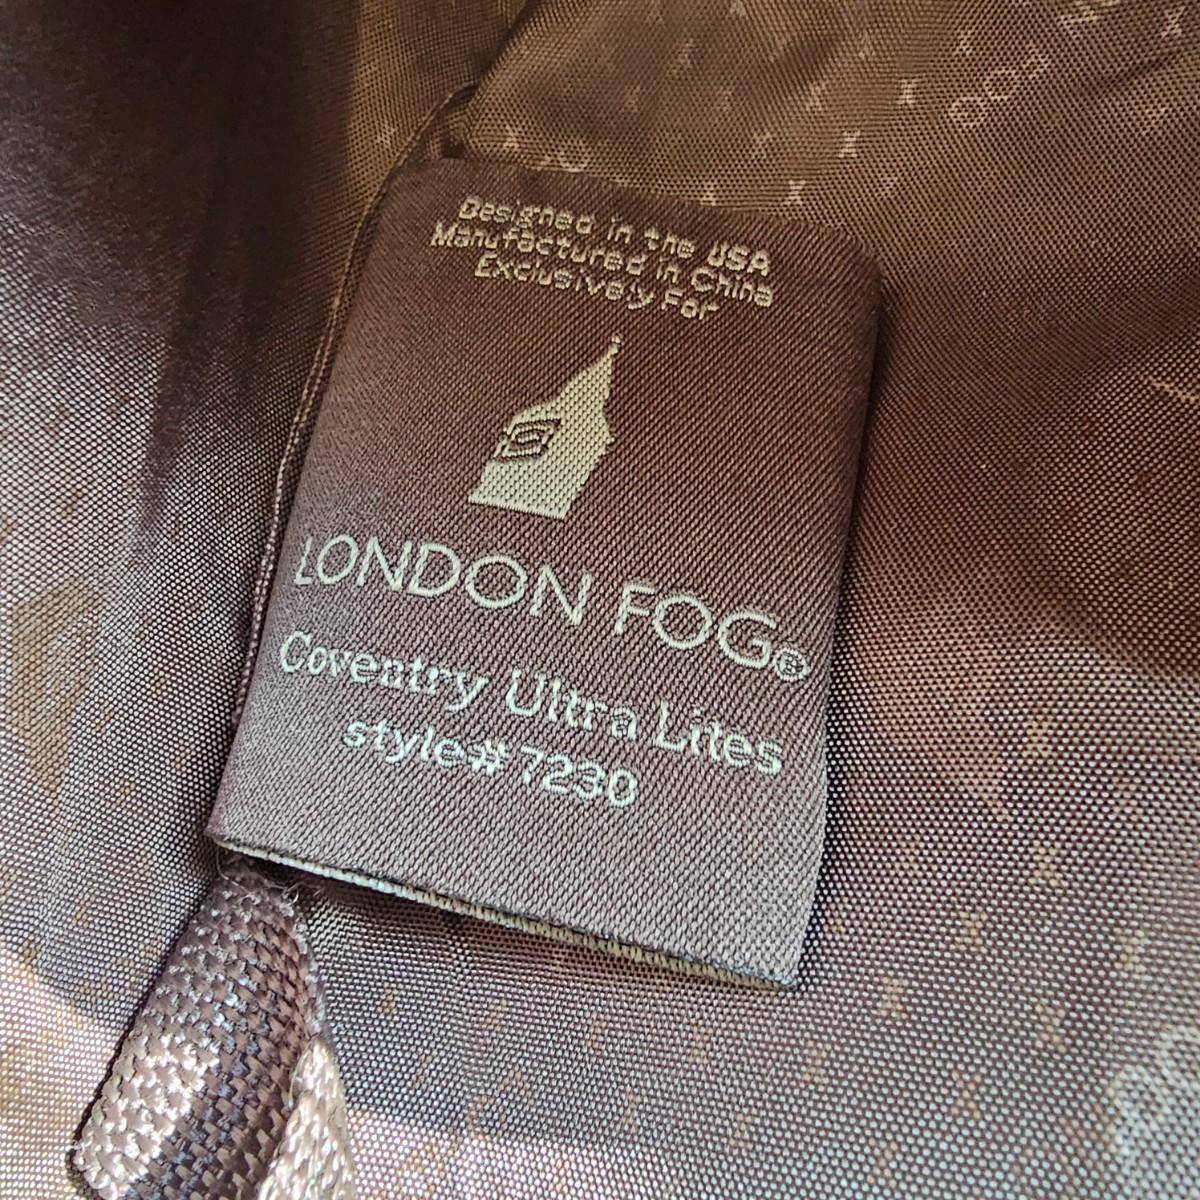 Designed in the USA
Manufactured in China
Exclusively For
LONDON FOG®
Coventry Ultra Lites
style# 7230